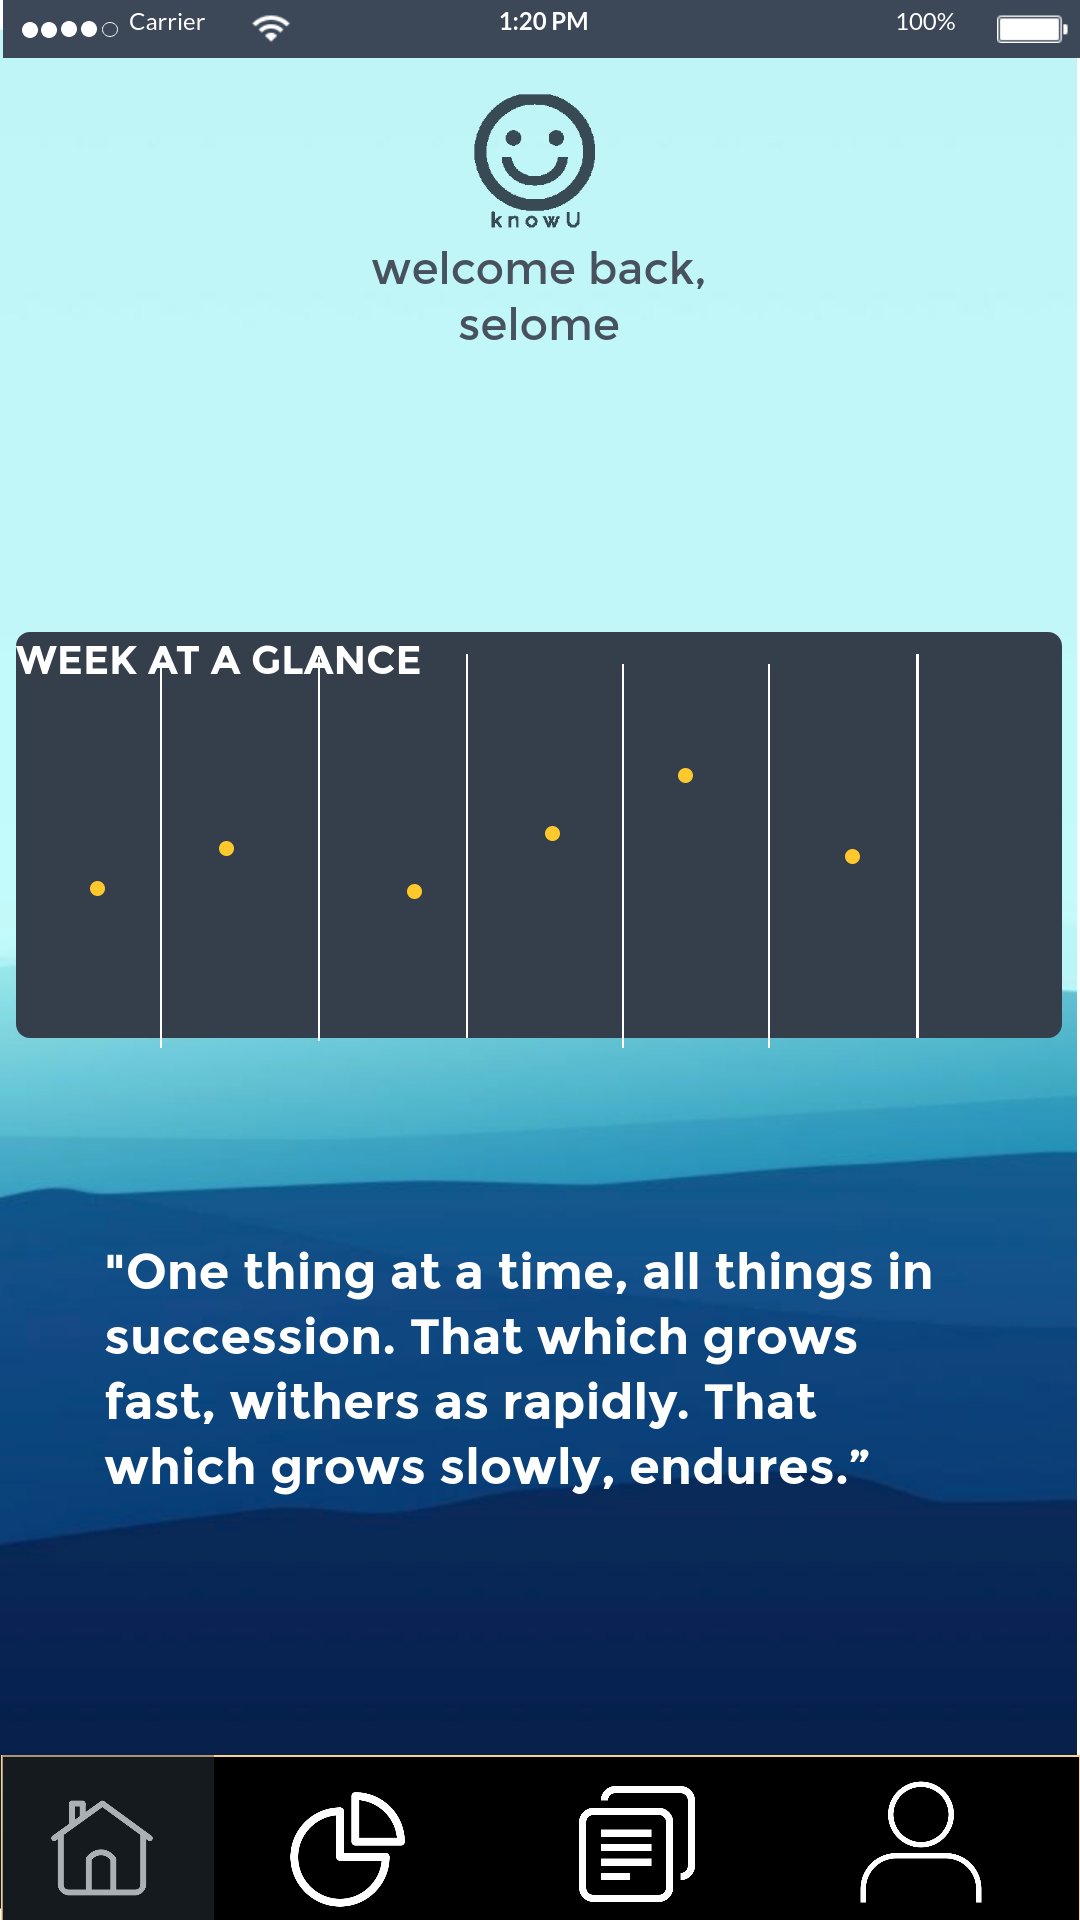 Carrier 1:20 PM 100%
knowU
welcome back,
selome
WEEK AT A GLANCE
"One thing at a time, all things in
succession. That which grows
fast, withers as rapidly. That
which grows slowly, endures.”